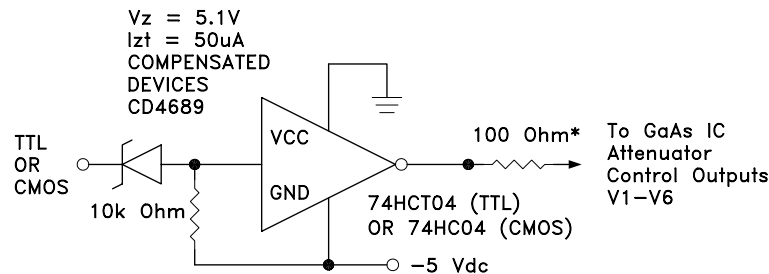 Vz = 5.1V
Izt = 50uA
COMPENSATED
DEVICES
CD4689
TTL
OR
CMOS
10k Ohm
VCC
GND
100 Ohm*
To GaAs IC
Attenuator
Control Outputs
V1-V6
74HCT04 (TTL)
OR 74HC04 (CMOS)
-5 Vdc